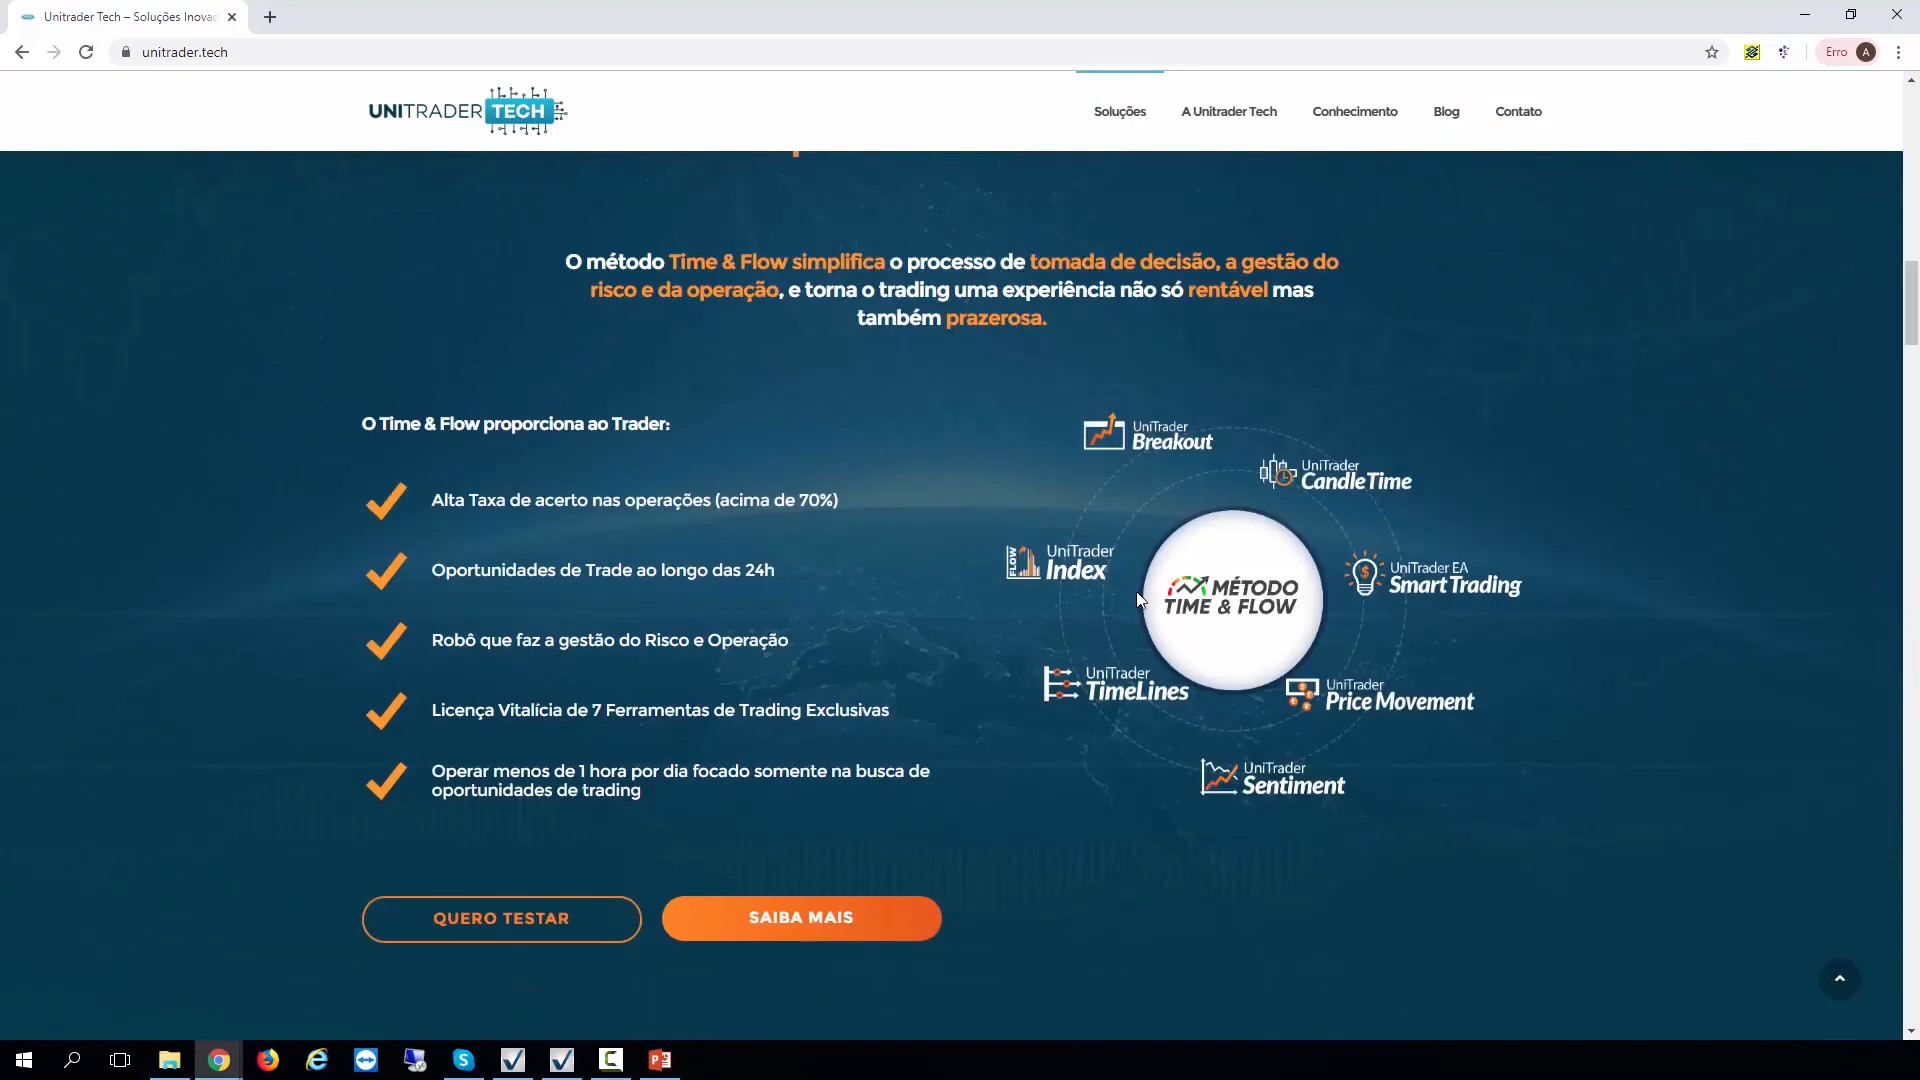 Unitrader Tech – Soluções Inovad
unitrader.tech
Erro
A
UNITRADER TECH
Soluções
A Unitrader Tech
Conhecimento
Blog
Contato
O método Time & Flow simplifica o processo de tomada de decisão, a gestão do
risco e da operação, e torna o trading uma experiência não só rentável mas
também prazerosa.
O Time & Flow proporciona ao Trader:
Alta Taxa de acerto nas operações (acima de 70%)
Oportunidades de Trade ao longo das 24h
Robô que faz a gestão do Risco e Operação
Licença Vitalícia de 7 Ferramentas de Trading Exclusivas
Operar menos de 1 hora por dia focado somente na busca de
oportunidades de trading
UniTrader
Breakout
UniTrader
CandleTime
FLOW
UniTrader
Index
UniTrader EA
SmartTrading
MÉTODO
TIME & FLOW
UniTrader
TimeLines
UniTrader
Price Movement
UniTrader
Sentiment
QUERO TESTAR
SAIBA MAIS